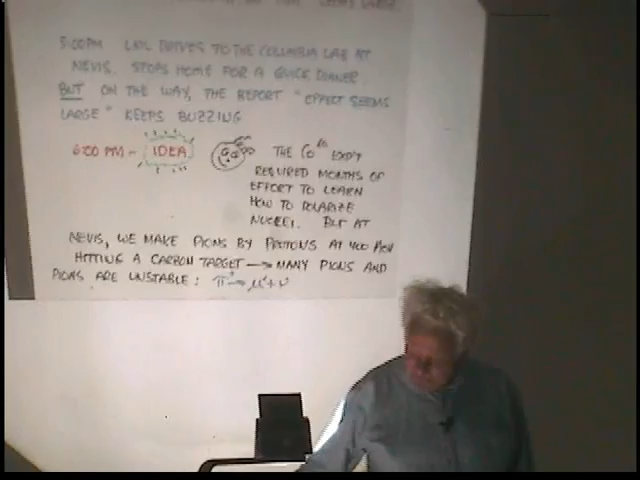 5:00PM LML DRIVES TO THE COLUMBIA LAB AT
NEVIS. STOPS HOME FOR A QUICK DINNER
BUT ON THE WAY, THE REPORT "EFFECT SEEMS
LARGE" KEEPS BUZZING
6:00 PM - IDEA
THE Co60 EXP'T
REQUIRED MONTHS OF
EFFORT TO LEARN
HOW TO POLARIZE
NUCLEI. BUT AT
NEVIS, WE MAKE PIONS BY PROTONS AT 400 MeV
HITTING A CARBON TARGET → MANY PIONS AND
PIONS ARE UNSTABLE: π+ → μ+ + ν